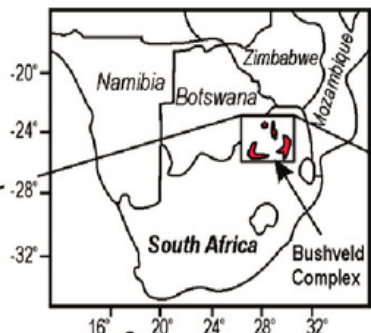 Zimbabwe
Mozambique
Namibia
Botswana
-20°
-24°
-28°
-32°
South Africa
Bushveld
Complex
16° 20° 24° 28° 32°